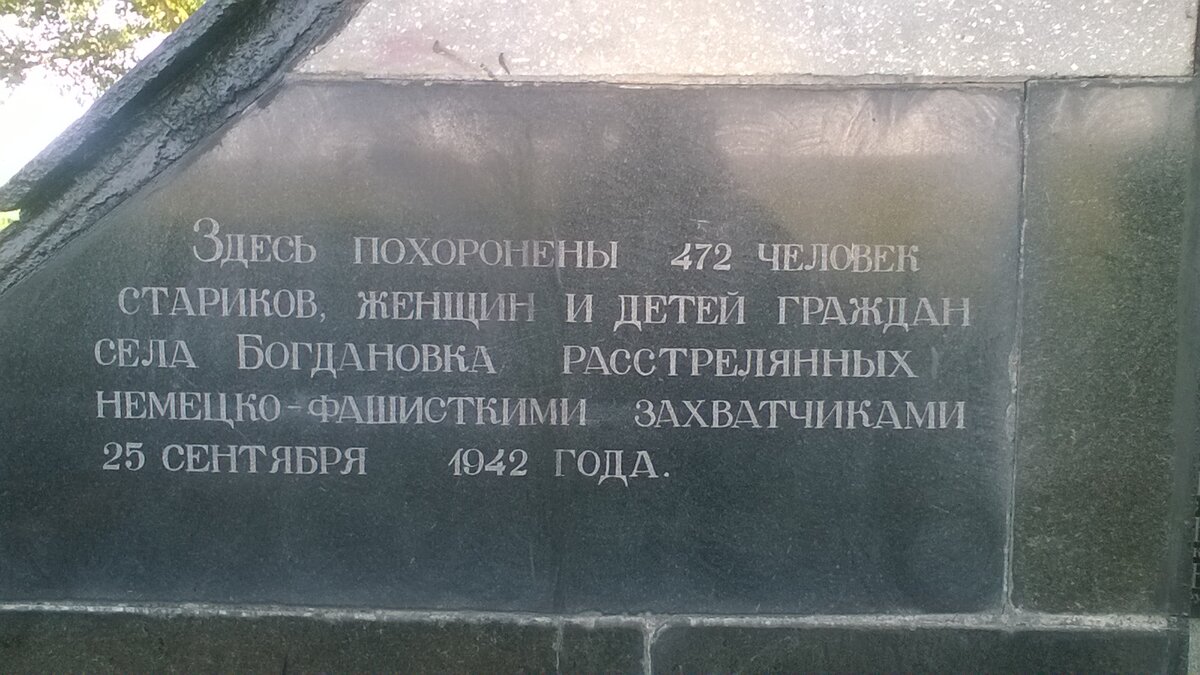 Здесь похоронены 472 человек
стариков, женщин и детей граждан
села Богдановка расстрелянных
немецко-фашисткими захватчиками
25 сентября 1942 года.